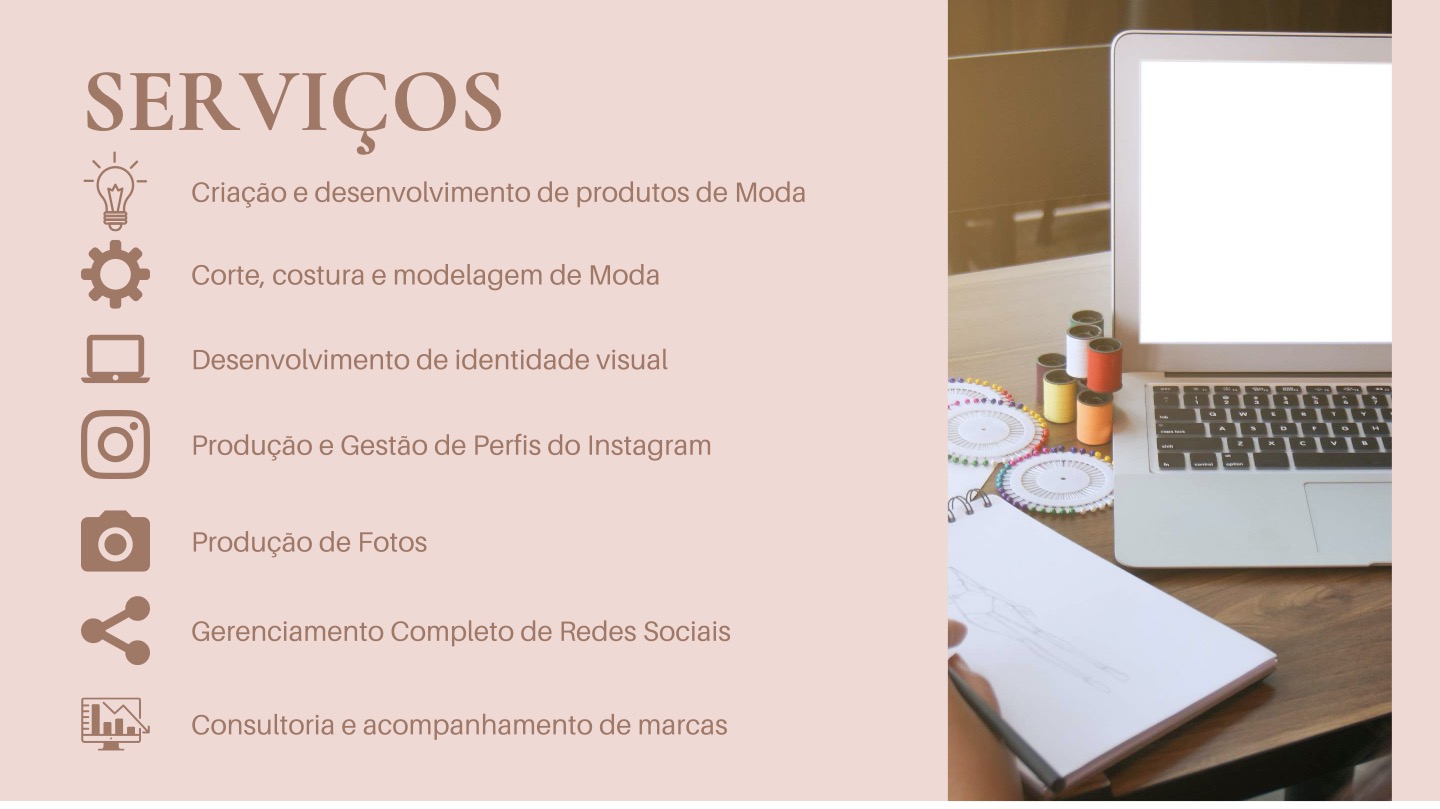 SERVIÇOS
Criação e desenvolvimento de produtos de Moda
Corte, costura e modelagem de Moda
Desenvolvimento de identidade visual
Produção e Gestão de Perfis do Instagram
Produção de Fotos
Gerenciamento Completo de Redes Sociais
Consultoria e acompanhamento de marcas